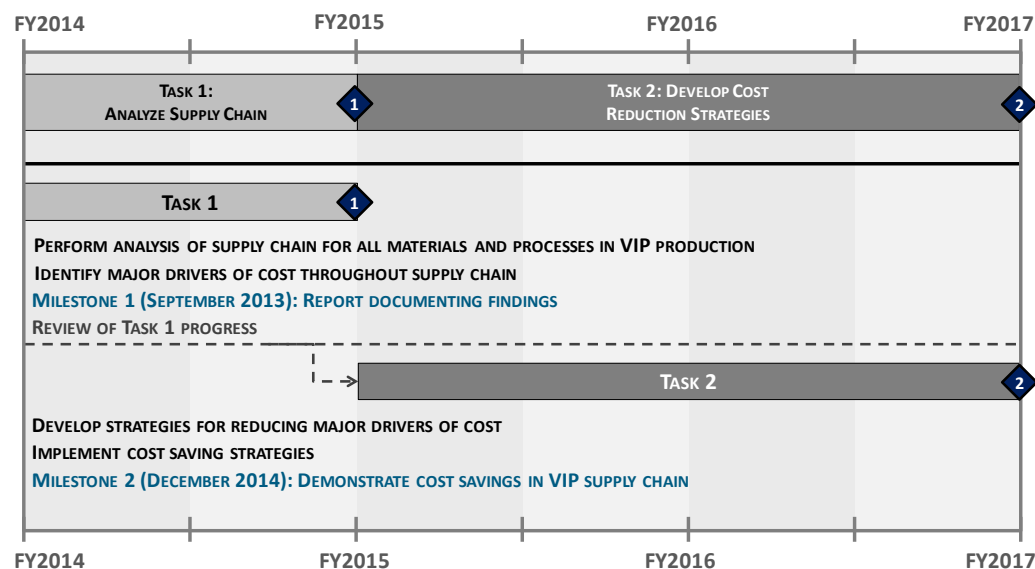 FY2014 FY2015 FY2016 FY2017
Task 1:
Analyze Supply Chain
1
Task 2: Develop Cost
Reduction Strategies
2
Task 1
1
Perform analysis of supply chain for all materials and processes in VIP production
Identify major drivers of cost throughout supply chain
Milestone 1 (September 2013): Report documenting findings
Review of Task 1 progress
Task 2
2
Develop strategies for reducing major drivers of cost
Implement cost saving strategies
Milestone 2 (December 2014): Demonstrate cost savings in VIP supply chain
FY2014 FY2015 FY2016 FY2017